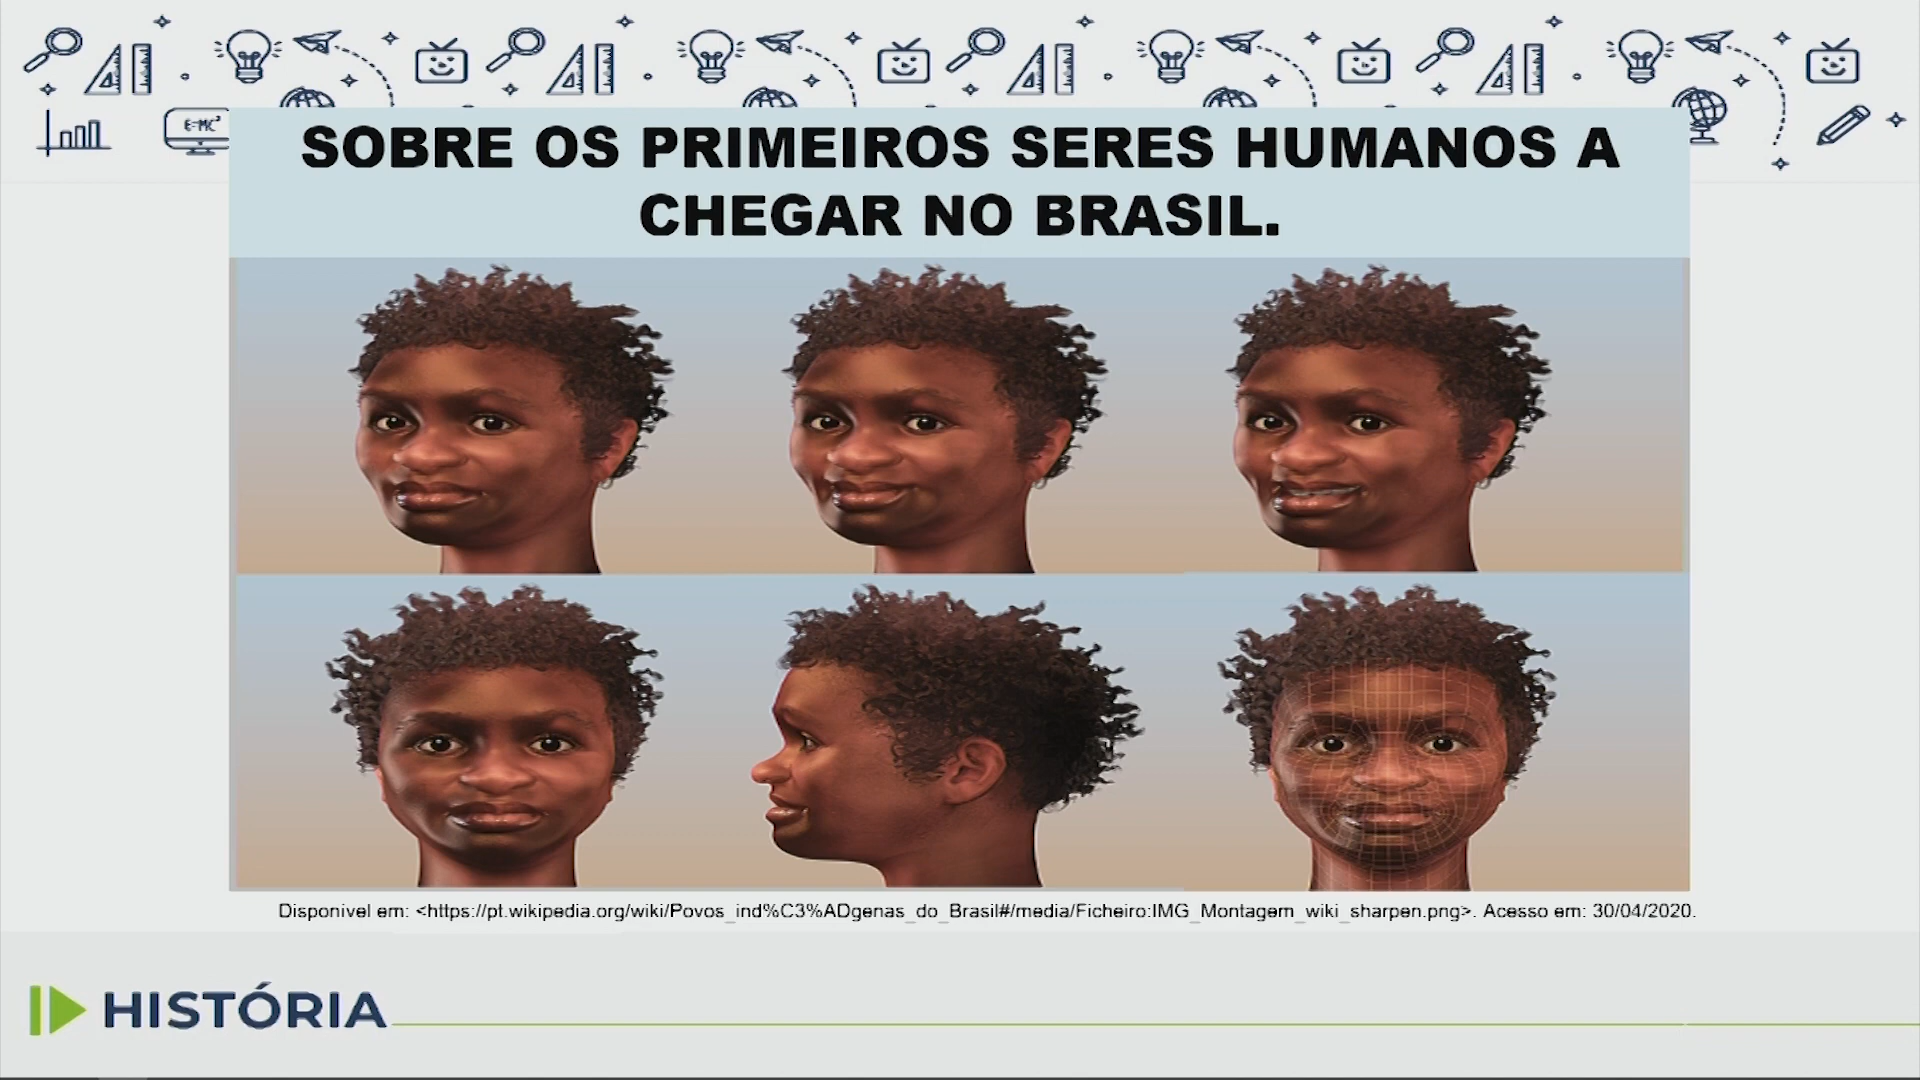 E=MC²
SOBRE OS PRIMEIROS SERES HUMANOS A
CHEGAR NO BRASIL.
Disponivel em: <https://pt.wikipedia.org/wiki/Povos_ind%C3%ADgenas_do_Brasil#/media/Ficheiro:IMG_Montagem_wiki_sharpen.png>. Acesso em: 30/04/2020.
HISTÓRIA